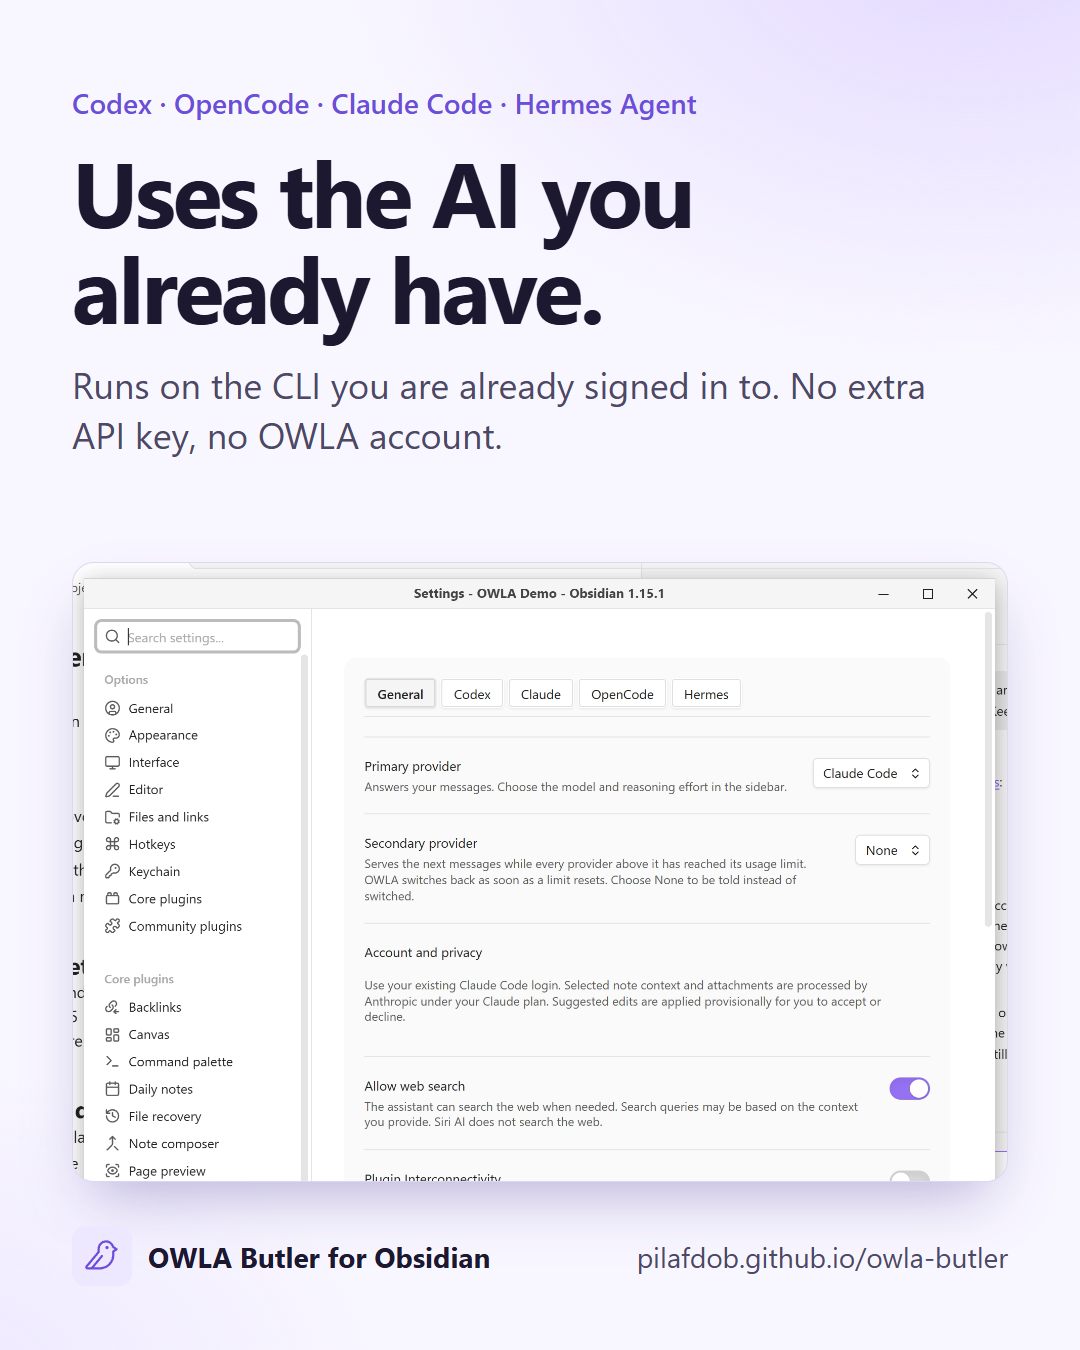 Codex · OpenCode · Claude Code · Hermes Agent
Uses the AI you
already have.
Runs on the CLI you are already signed in to. No extra
API key, no OWLA account.
Settings - OWLA Demo - Obsidian 1.15.1
Search settings...
Options
General
Appearance
Interface
Editor
Files and links
Hotkeys
Keychain
Core plugins
Community plugins
Core plugins
Backlinks
Canvas
Command palette
Daily notes
File recovery
Note composer
Page preview
General Codex Claude OpenCode Hermes
Primary provider
Answers your messages. Choose the model and reasoning effort in the sidebar.
Claude Code
Secondary provider
Serves the next messages while every provider above it has reached its usage limit.
OWLA switches back as soon as a limit resets. Choose None to be told instead of
switched.
None
Account and privacy
Use your existing Claude Code login. Selected note context and attachments are processed by
Anthropic under your Claude plan. Suggested edits are applied provisionally for you to accept or
decline.
Allow web search
The assistant can search the web when needed. Search queries may be based on the context
you provide. Siri AI does not search the web.
Plugin Interconnectivity
OWLA Butler for Obsidian
pilafdob.github.io/owla-butler